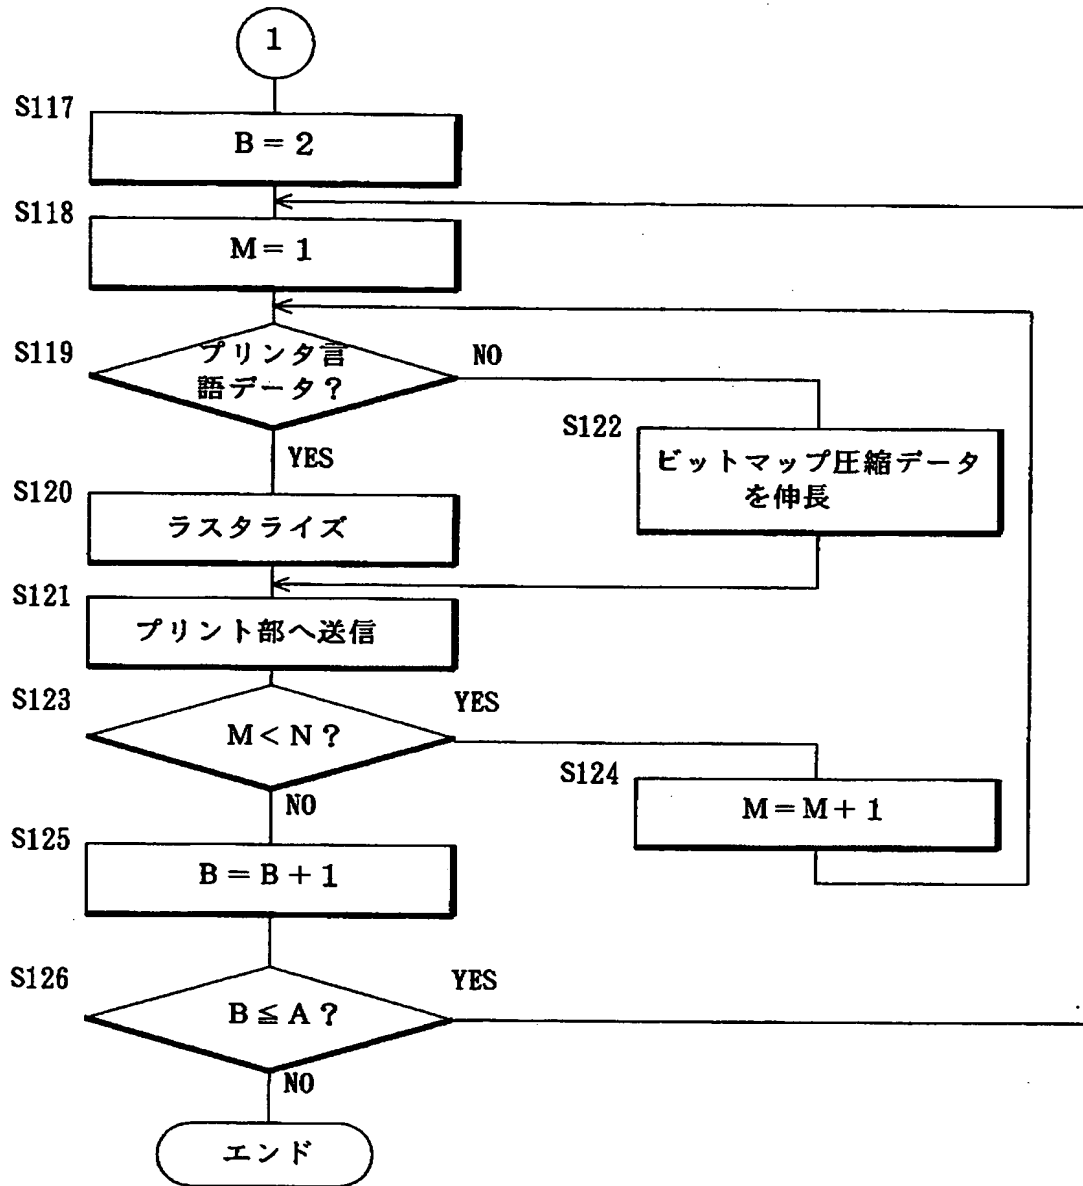 1
S117
B=2
S118
M=1
S119
プリンタ言
語データ?
NO
YES
S122
ビットマップ圧縮データ
を伸長
S120
ラスタライズ
S121
プリント部へ送信
S123
M<N?
YES
NO
S124
M=M+1
S125
B=B+1
S126
B≦A?
YES
NO
エンド